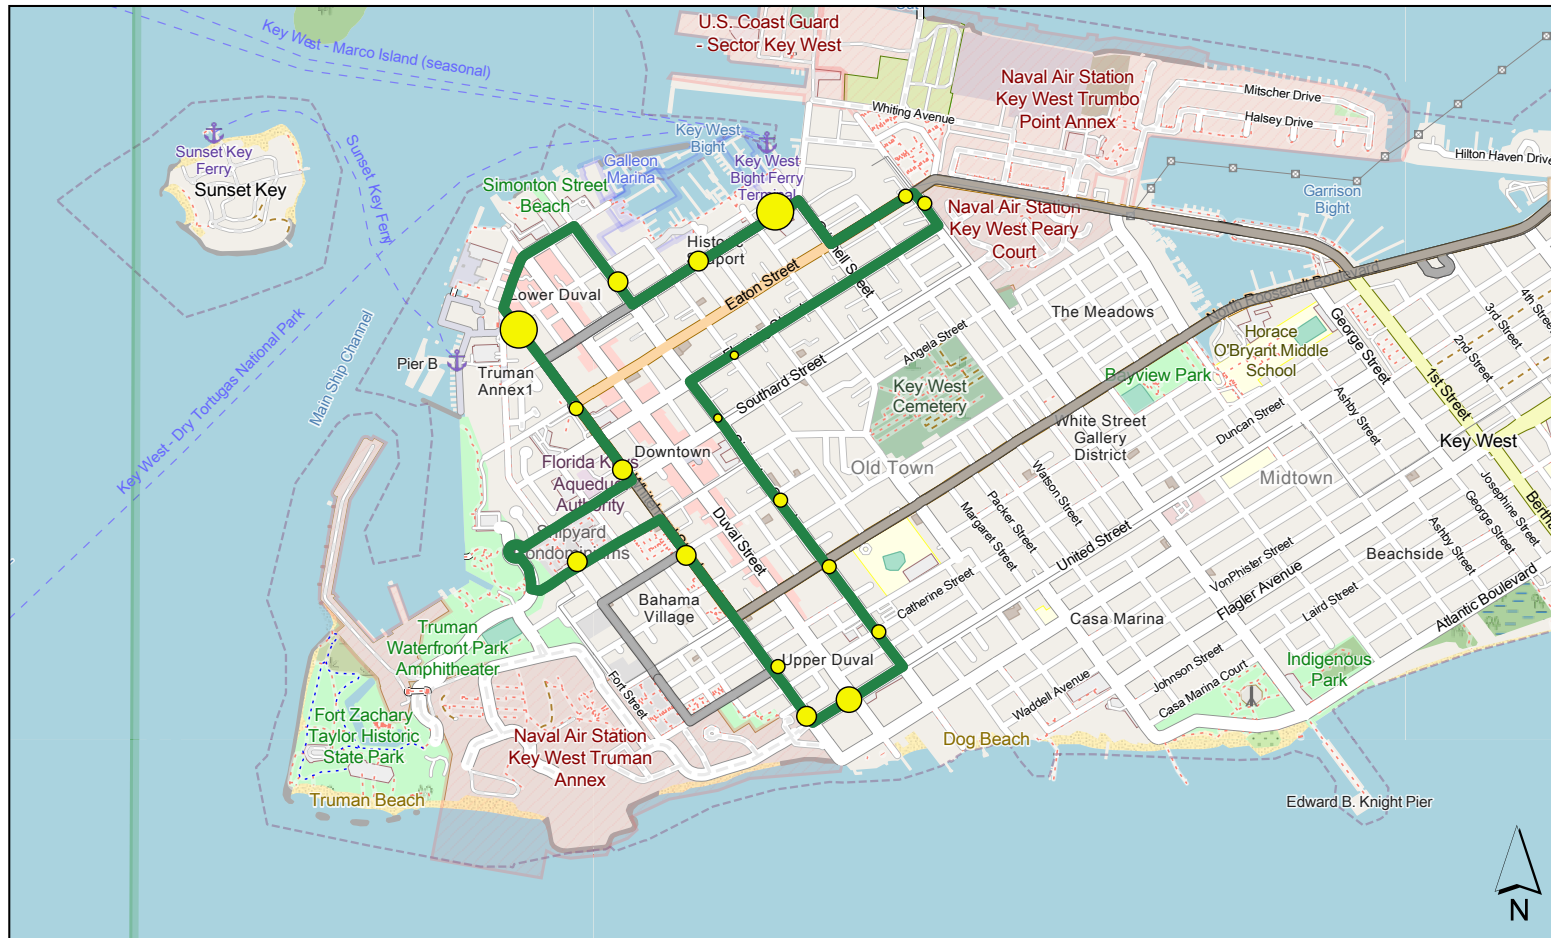 U.S. Coast Guard
- Sector Key West
Key West - Marco Island (seasonal)
Naval Air Station
Key West Trumbo
Point Annex
Mitscher Drive
Halsey Drive
Whiting Avenue
Hilton Haven Drive
Key West
Bight
Galleon
Marina
Key West
Bight Ferry
Terminal
Sunset Key
Ferry
Sunset Key
Sunset Key Ferry
Simonton Street
Beach
Garrison
Bight
Naval Air Station
Key West Peary
Court
Eaton Street
Lower Duval
The Meadows
North Roosevelt Boulevard
Angela Street
Southard Street
Horace
O'Bryant Middle
School
George Street
3rd Street
4th Street
2nd Street
1st Street
Pier B
Truman
Annex1
Main Ship Channel
Key West - Dry Tortugas National Park
Key West
Cemetery
Bayview Park
Duncan Street
Ashby Street
White Street
Gallery
District
Key West
Downtown
Old Town
Midtown
Watson Street
Packer Street
Margaret Street
United Street
Josephine Street
George Street
Ashby Street
Duval Street
Catherine Street
VonPhister Street
Flagler Avenue
Laird Street
Beachside
Atlantic Boulevard
Bahama
Village
Casa Marina
Truman
Waterfront Park
Amphitheater
Upper Duval
Fort Street
Johnson Street
Casa Marina Court
Waddell Avenue
Indigenous
Park
Fort Zachary
Taylor Historic
State Park
Naval Air Station
Key West Truman
Annex
Dog Beach
Truman Beach
Edward B. Knight Pier
N